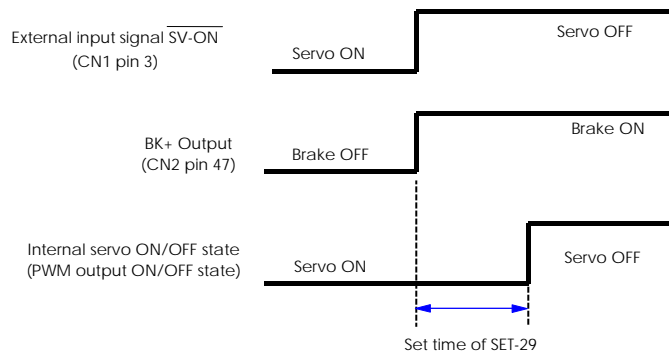 External input signal SV-ON
(CN1 pin 3)
Servo ON
Servo OFF
BK+ Output
(CN2 pin 47)
Brake OFF
Brake ON
Internal servo ON/OFF state
(PWM output ON/OFF state)
Servo ON
Servo OFF
Set time of SET-29